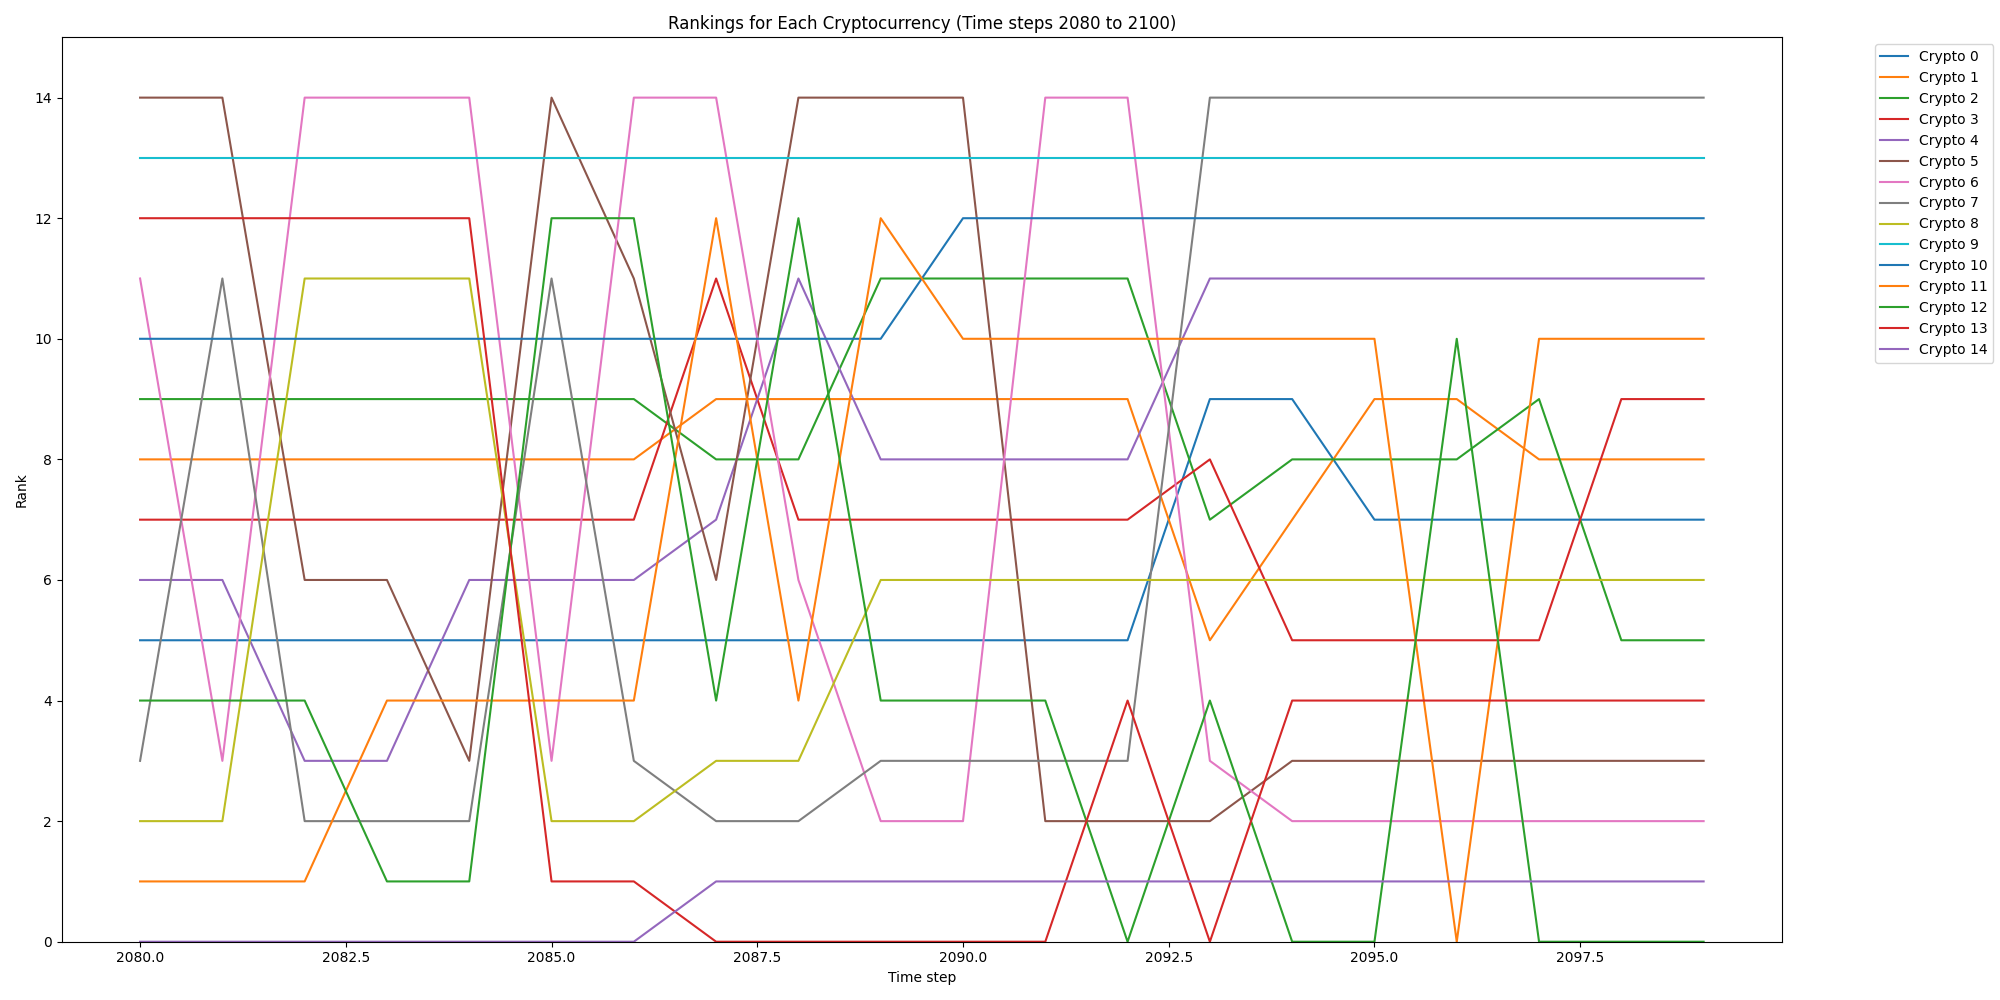 Rankings for Each Cryptocurrency (Time steps 2080 to 2100)
Rank
14
12
10
8
6
4
2
0
2080.0 2082.5 2085.0 2087.5 2090.0 2092.5 2095.0 2097.5
Time step
Crypto 0
Crypto 1
Crypto 2
Crypto 3
Crypto 4
Crypto 5
Crypto 6
Crypto 7
Crypto 8
Crypto 9
Crypto 10
Crypto 11
Crypto 12
Crypto 13
Crypto 14